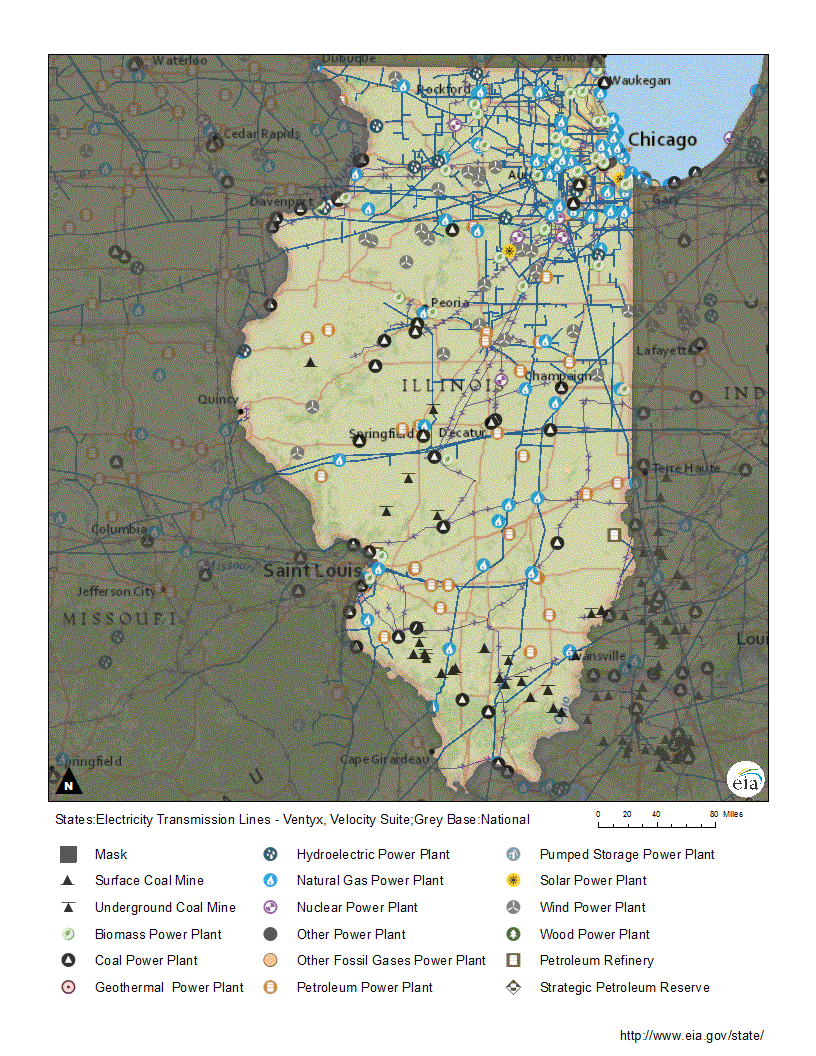 Waterloo
Dubuque
Keno
Rockford
Waukegan
Cedar Rapids
Chicago
Au
Davenport
Gary
Peoria
Lafayette
ILLINOIS
Champaign
IND
Quincy
Springfield
Decatur
Terre Haute
Columbia
Saint Louis
Missouri
Jefferson City
MISSOURI
Loui
Evansville
Ohio
Cape Girardeau
Springfield
N
eia
States:Electricity Transmission Lines - Ventyx, Velocity Suite;Grey Base:National
0 20 40 80 Miles
Mask
Hydroelectric Power Plant
Pumped Storage Power Plant
Surface Coal Mine
Natural Gas Power Plant
Solar Power Plant
Underground Coal Mine
Nuclear Power Plant
Wind Power Plant
Biomass Power Plant
Other Power Plant
Wood Power Plant
Coal Power Plant
Other Fossil Gases Power Plant
Petroleum Refinery
Geothermal Power Plant
Petroleum Power Plant
Strategic Petroleum Reserve
http://www.eia.gov/state/